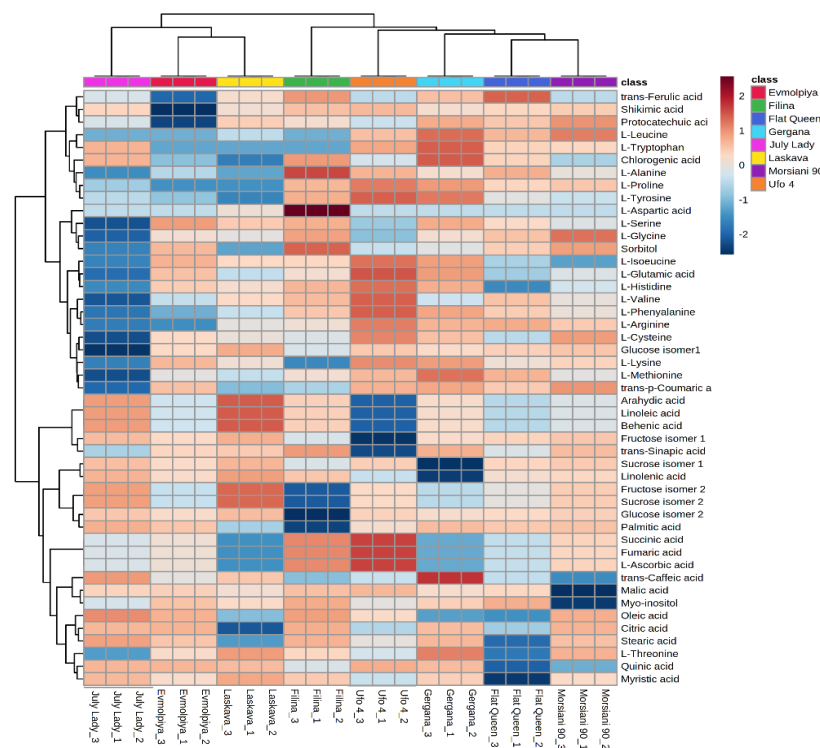 class
trans-Ferulic acid
Shikimic acid
Protocatechuic aci
L-Leucine
L-Tryptophan
Chlorogenic acid
L-Alanine
L-Proline
L-Tyrosine
L-Aspartic acid
L-Serine
L-Glycine
Sorbitol
L-Isoeucine
L-Glutamic acid
L-Histidine
L-Valine
L-Phenyalanine
L-Arginine
L-Cysteine
Glucose isomer1
L-Lysine
L-Methionine
trans-p-Coumaric a
Arahydic acid
Linoleic acid
Behenic acid
Fructose isomer 1
trans-Sinapic acid
Sucrose isomer 1
Linolenic acid
Fructose isomer 2
Sucrose isomer 2
Glucose isomer 2
Palmitic acid
Succinic acid
Fumaric acid
L-Ascorbic acid
trans-Caffeic acid
Malic acid
Myo-inositol
Oleic acid
Citric acid
Stearic acid
L-Threonine
Quinic acid
Myristic acid
2
1
0
-1
-2
class
Evmolpiya
Filina
Flat Queen
Gergana
July Lady
Laskava
Morsiani 90
Ufo 4
July Lady_3
July Lady_1
July Lady_2
Evmolpiya_3
Evmolpiya_1
Evmolpiya_2
Laskava_3
Laskava_1
Laskava_2
Filina_3
Filina_1
Filina_2
Ufo 4_3
Ufo 4_1
Ufo 4_2
Gergana_3
Gergana_1
Gergana_2
Flat Queen_3
Flat Queen_1
Flat Queen_2
Morsiani 90_3
Morsiani 90_1
Morsiani 90_2